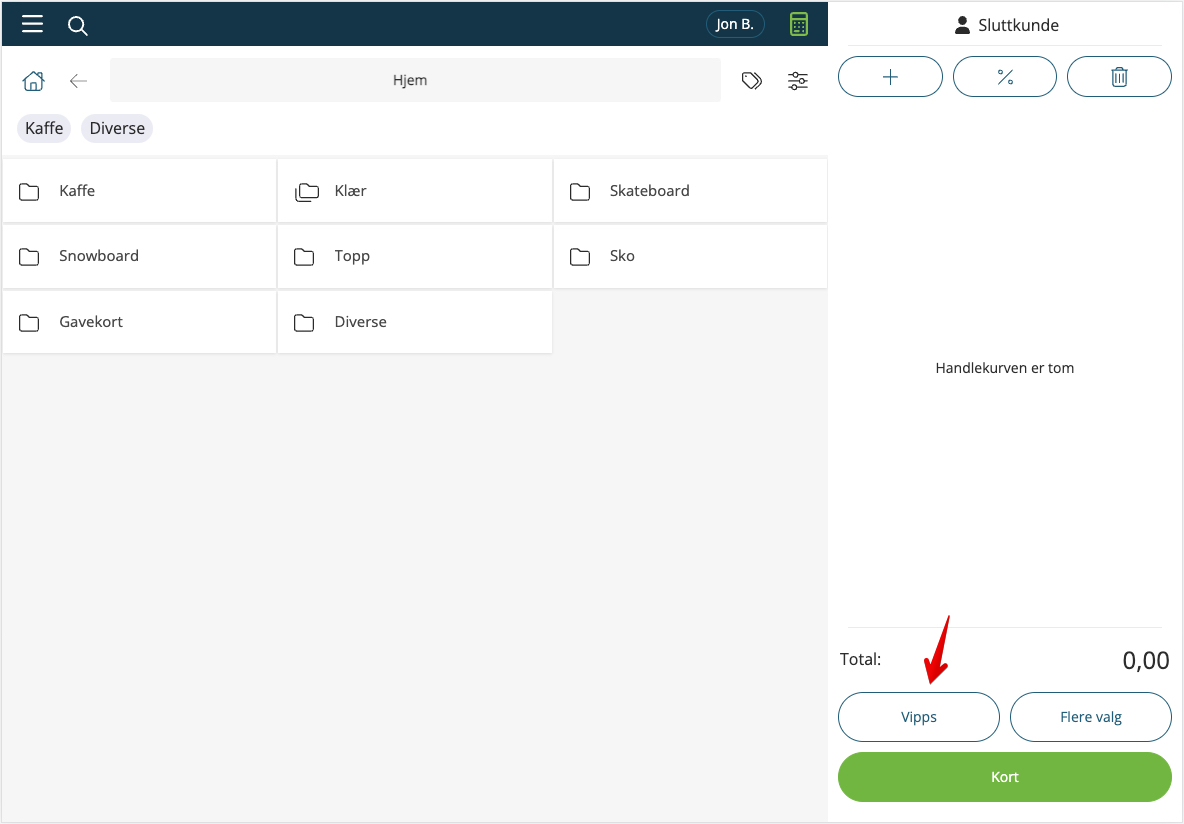 Jon B.
Sluttkunde
Hjem
Kaffe Diverse
Kaffe Klær Skateboard
Snowboard Topp Sko
Gavekort Diverse
Handlekurven er tom
Total: 0,00
Vipps Flere valg
Kort